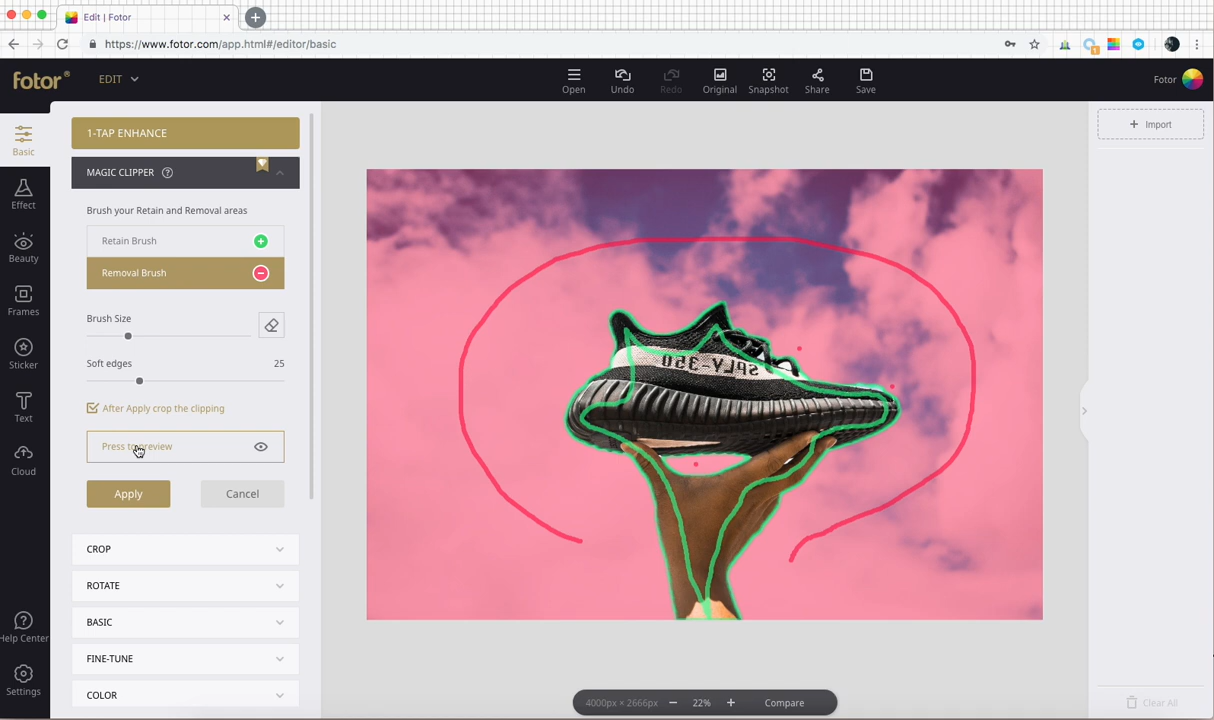 Edit | Fotor
https://www.fotor.com/app.html#/editor/basic
fotor®
EDIT
Open
Undo
Redo
Original
Snapshot
Share
Save
Fotor
Basic
Effect
Beauty
Frames
Sticker
Text
Cloud
Help Center
Settings
1-TAP ENHANCE
MAGIC CLIPPER ?
Brush your Retain and Removal areas
Retain Brush
Removal Brush
Brush Size
Soft edges 25
After Apply crop the clipping
Press to preview
Apply Cancel
CROP
ROTATE
BASIC
FINE-TUNE
COLOR
SPLY-350
4000px × 2666px − 22% + Compare
+ Import
Clear All